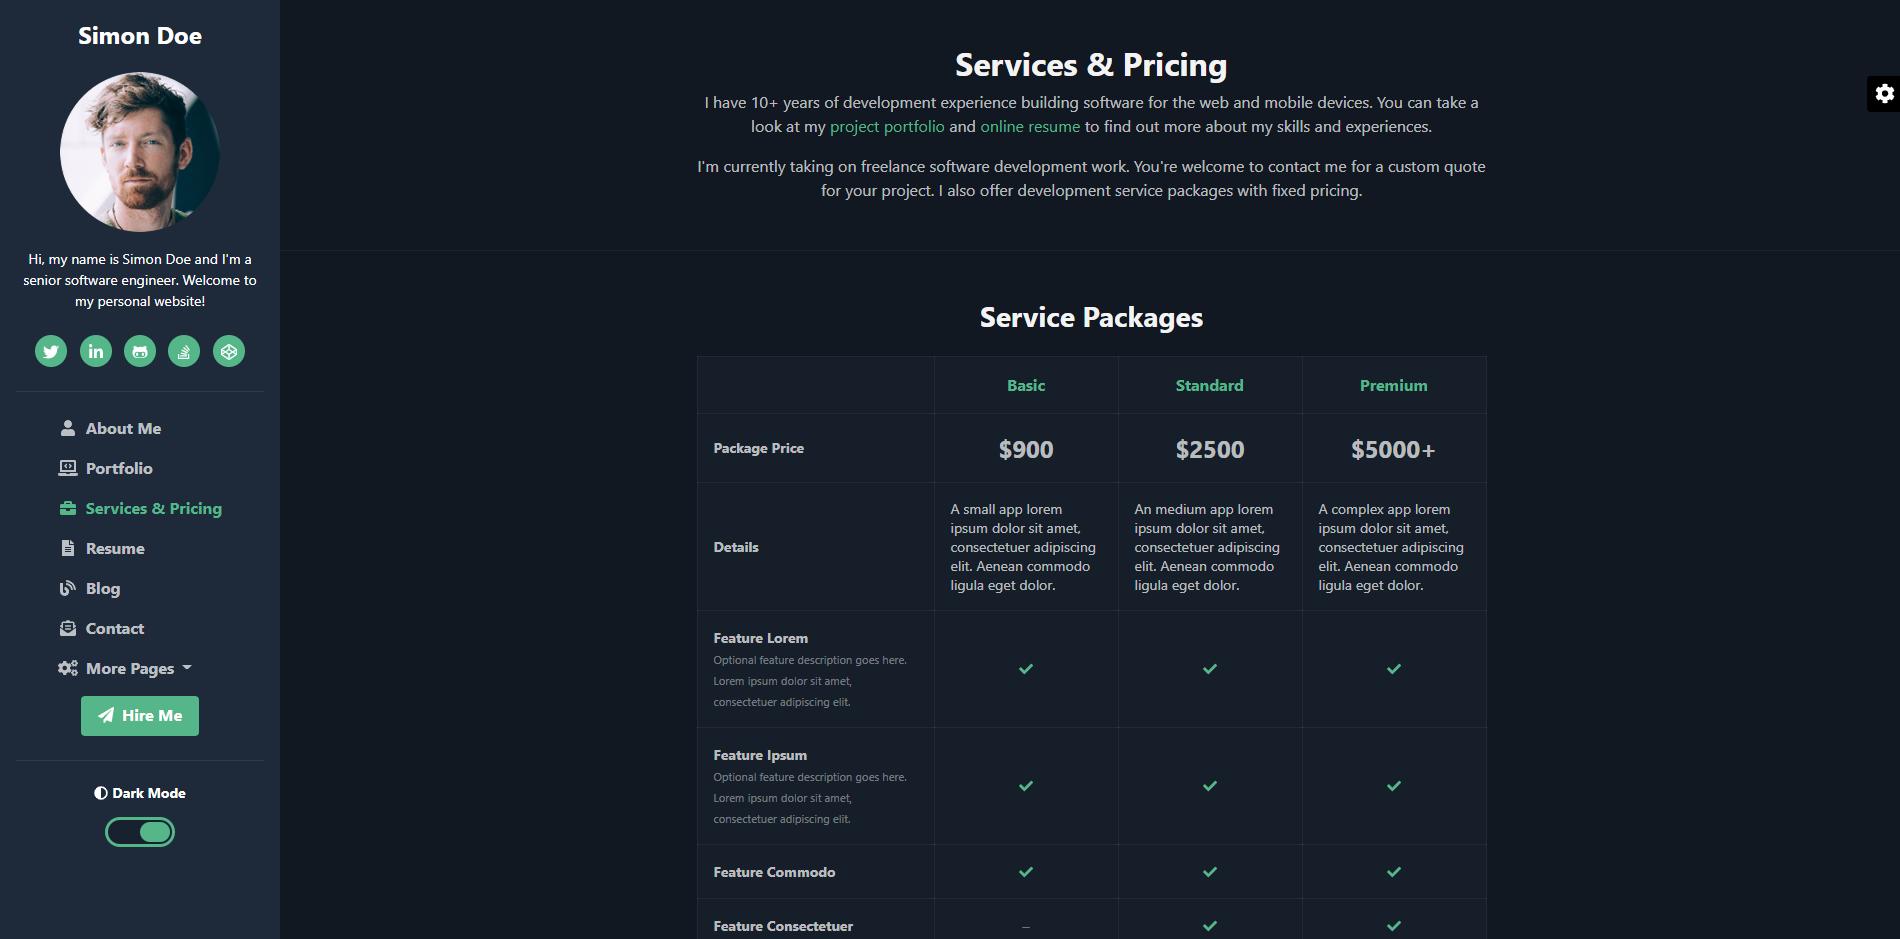 Simon Doe
Hi, my name is Simon Doe and I'm a
senior software engineer. Welcome to
my personal website!
About Me
Portfolio
Services & Pricing
Resume
Blog
Contact
More Pages
Hire Me
Dark Mode
Services & Pricing
I have 10+ years of development experience building software for the web and mobile devices. You can take a
look at my project portfolio and online resume to find out more about my skills and experiences.
I'm currently taking on freelance software development work. You're welcome to contact me for a custom quote
for your project. I also offer development service packages with fixed pricing.
Service Packages
Basic Standard Premium
Package Price $900 $2500 $5000+
Details
A small app lorem
ipsum dolor sit amet,
consectetuer adipiscing
elit. Aenean commodo
ligula eget dolor.
An medium app lorem
ipsum dolor sit amet,
consectetuer adipiscing
elit. Aenean commodo
ligula eget dolor.
A complex app lorem
ipsum dolor sit amet,
consectetuer adipiscing
elit. Aenean commodo
ligula eget dolor.
Feature Lorem
Optional feature description goes here.
Lorem ipsum dolor sit amet,
consectetuer adipiscing elit.
Feature Ipsum
Optional feature description goes here.
Lorem ipsum dolor sit amet,
consectetuer adipiscing elit.
Feature Commodo
Feature Consectetuer –